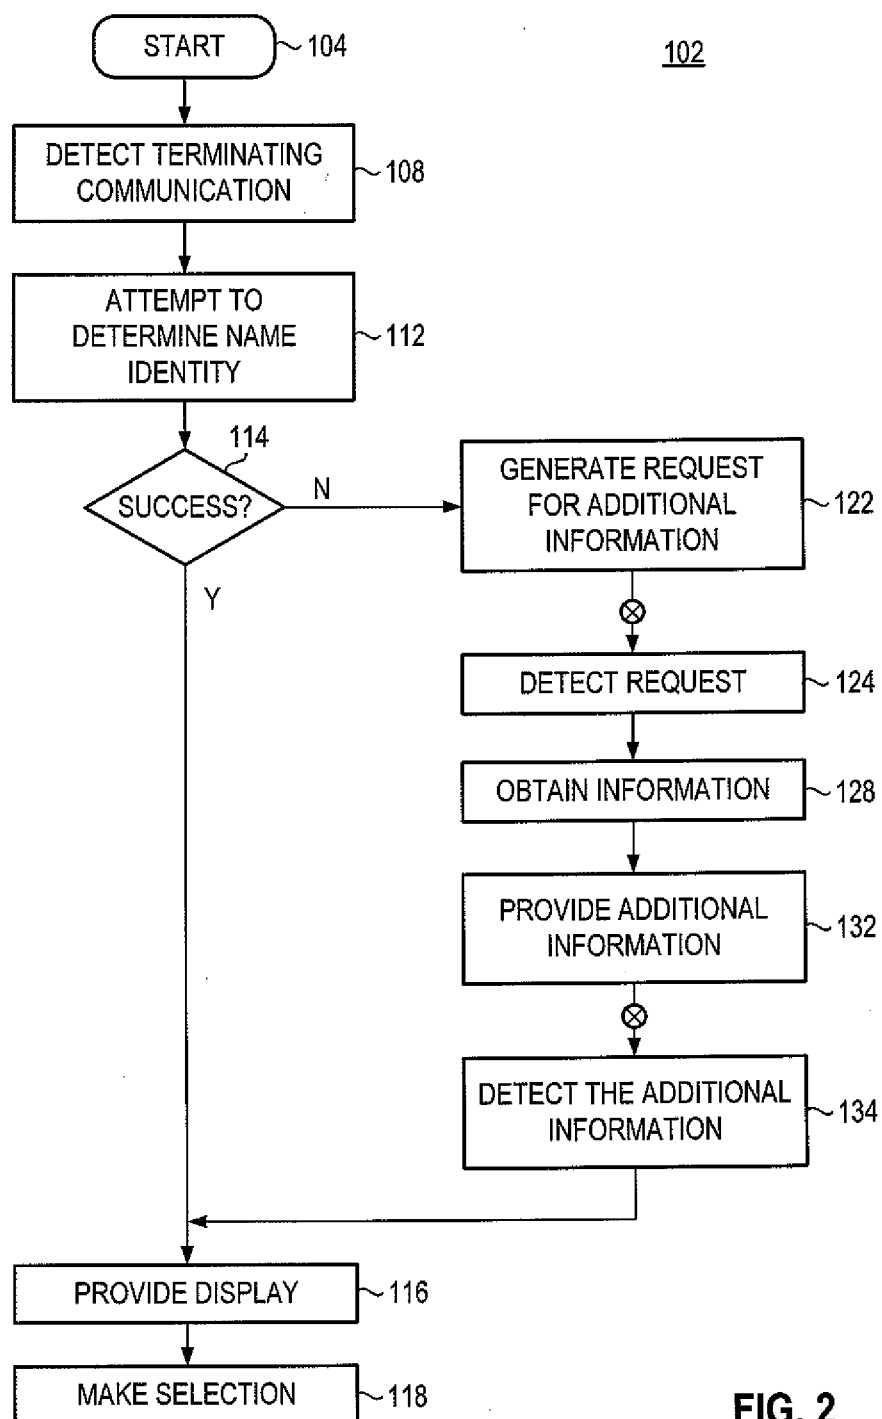 START
104
102
DETECT TERMINATING
COMMUNICATION
108
ATTEMPT TO
DETERMINE NAME
IDENTITY
112
114
SUCCESS?
N
Y
GENERATE REQUEST
FOR ADDITIONAL
INFORMATION
122
DETECT REQUEST
124
OBTAIN INFORMATION
128
PROVIDE ADDITIONAL
INFORMATION
132
DETECT THE ADDITIONAL
INFORMATION
134
PROVIDE DISPLAY
116
MAKE SELECTION
118
FIG. 2